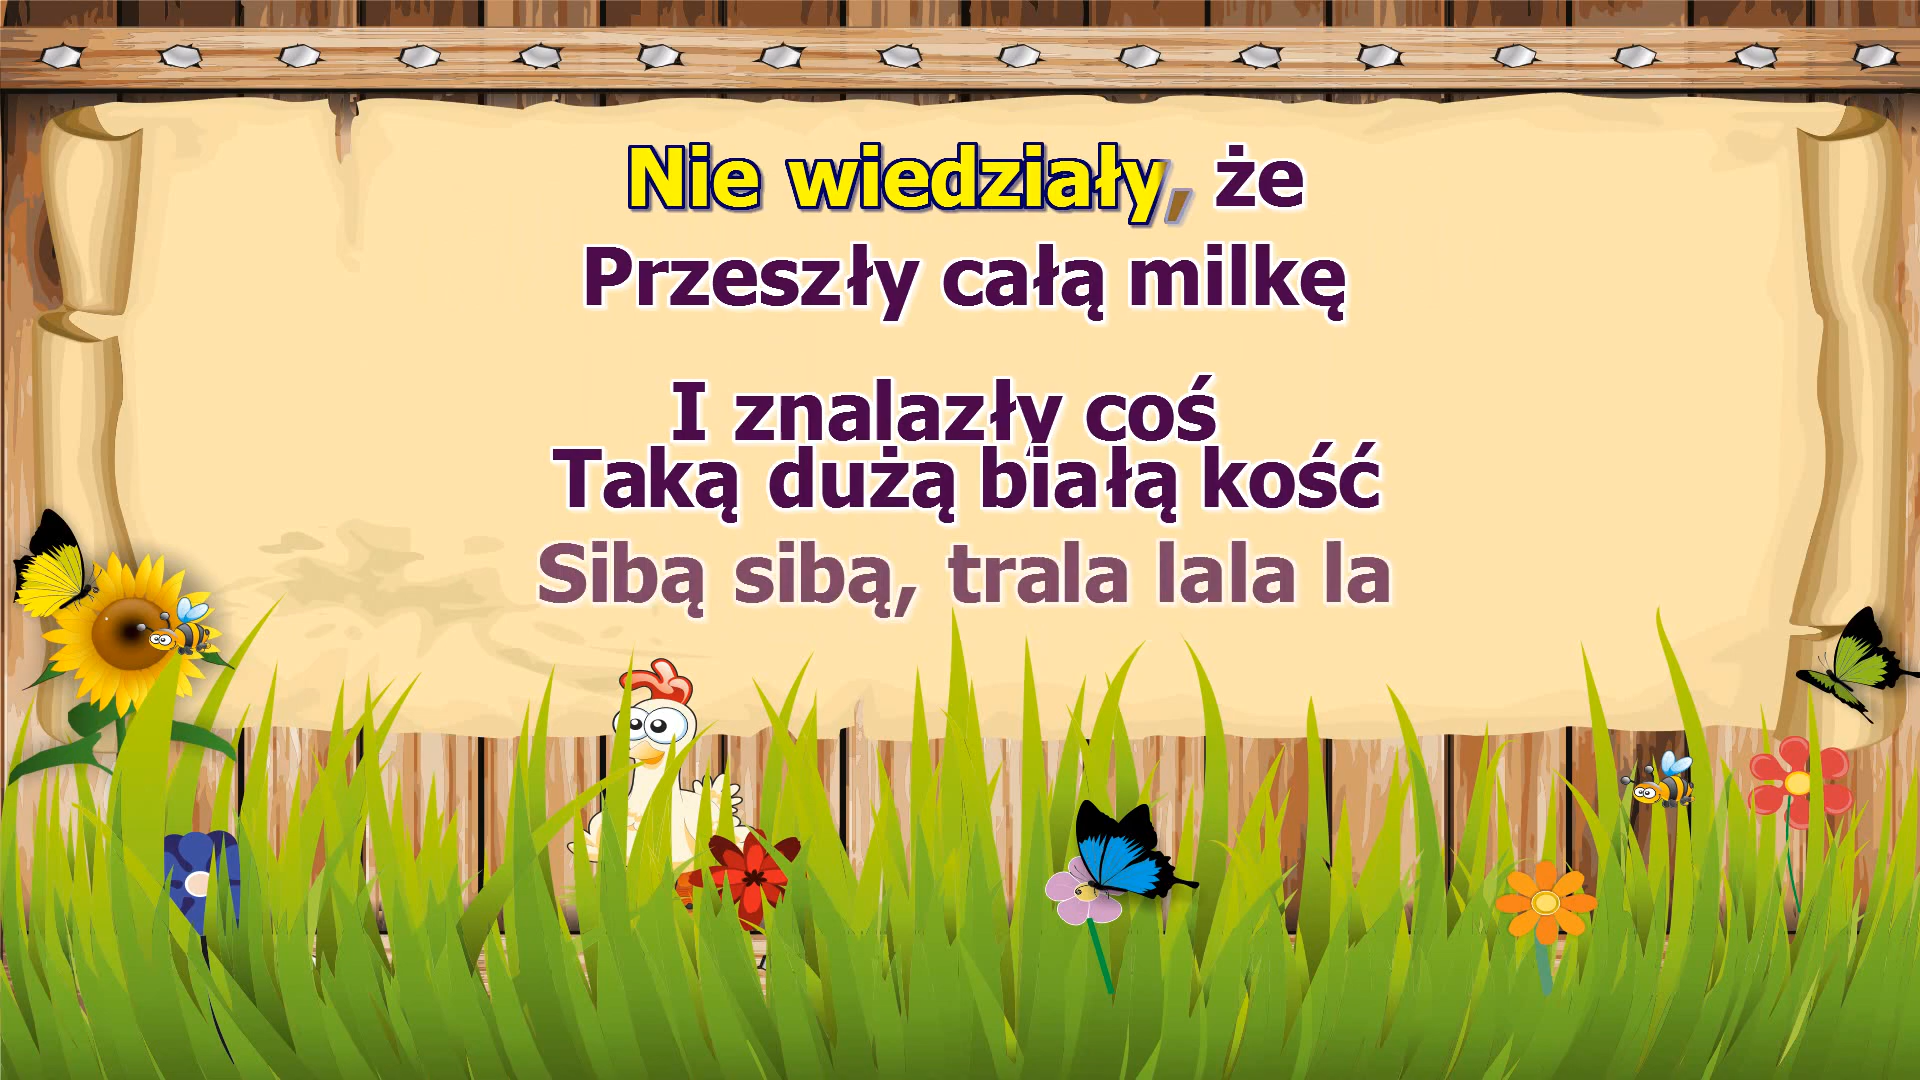 Nie wiedziały, że
Przeszły całą milkę
I znalazły coś
Taką dużą białą kość
Sibą sibą, trala lala la